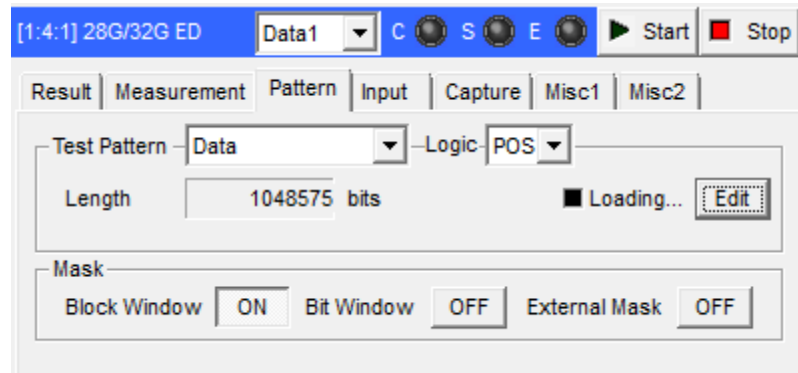 [1:4:1] 28G/32G ED Data1 C S E Start Stop
Result Measurement Pattern Input Capture Misc1 Misc2
Test Pattern Data Logic POS
Length 1048575 bits Loading... Edit
Mask
Block Window ON Bit Window OFF External Mask OFF